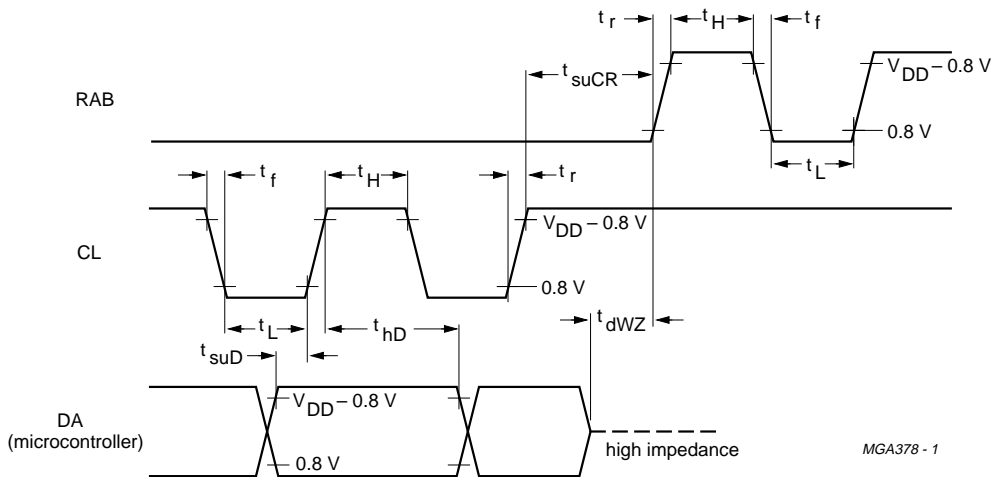 t r
t H
t f
t suCR
V DD – 0.8 V
RAB
0.8 V
t L
t f
t H
t r
V DD – 0.8 V
CL
0.8 V
t L
t hD
t dWZ
t suD
V DD – 0.8 V
DA
(microcontroller)
0.8 V
high impedance
MGA378 - 1